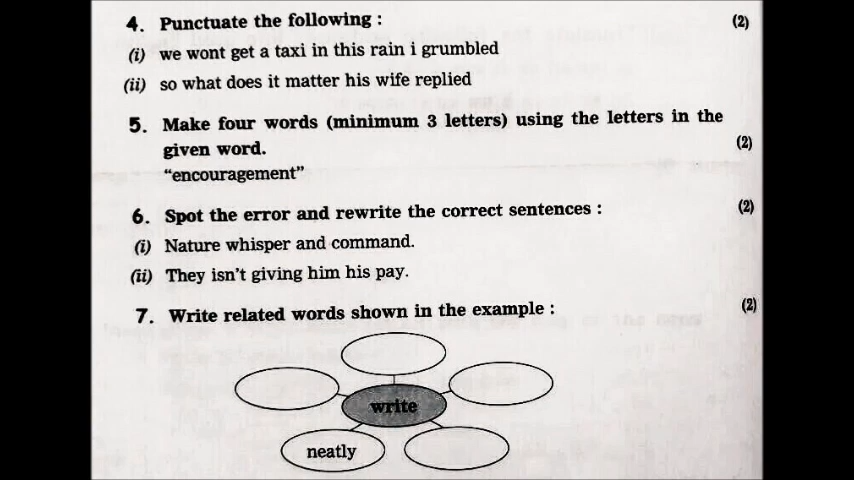 4. Punctuate the following : (2)
(i) we wont get a taxi in this rain i grumbled
(ii) so what does it matter his wife replied
5. Make four words (minimum 3 letters) using the letters in the
given word. (2)
“encouragement”
6. Spot the error and rewrite the correct sentences : (2)
(i) Nature whisper and command.
(ii) They isn’t giving him his pay.
7. Write related words shown in the example : (2)
write
neatly